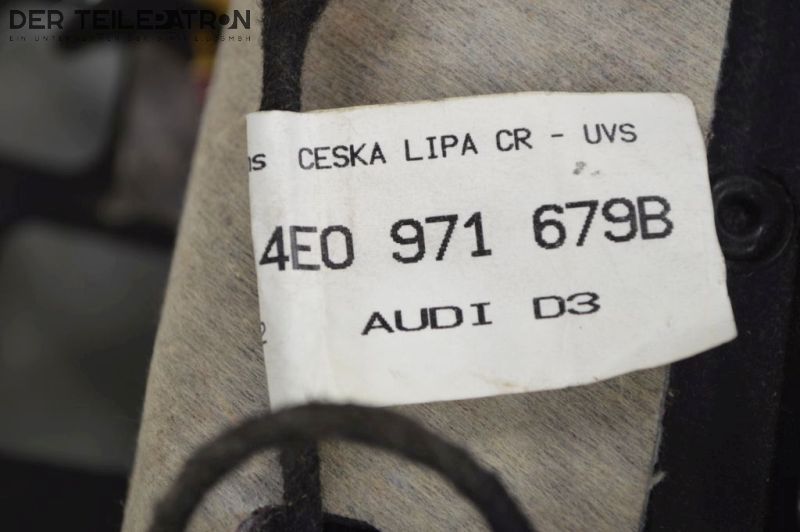 DER TEILEPATRON
CESKA LIPA CR - UVS
4E0 971 679B
AUDI D3